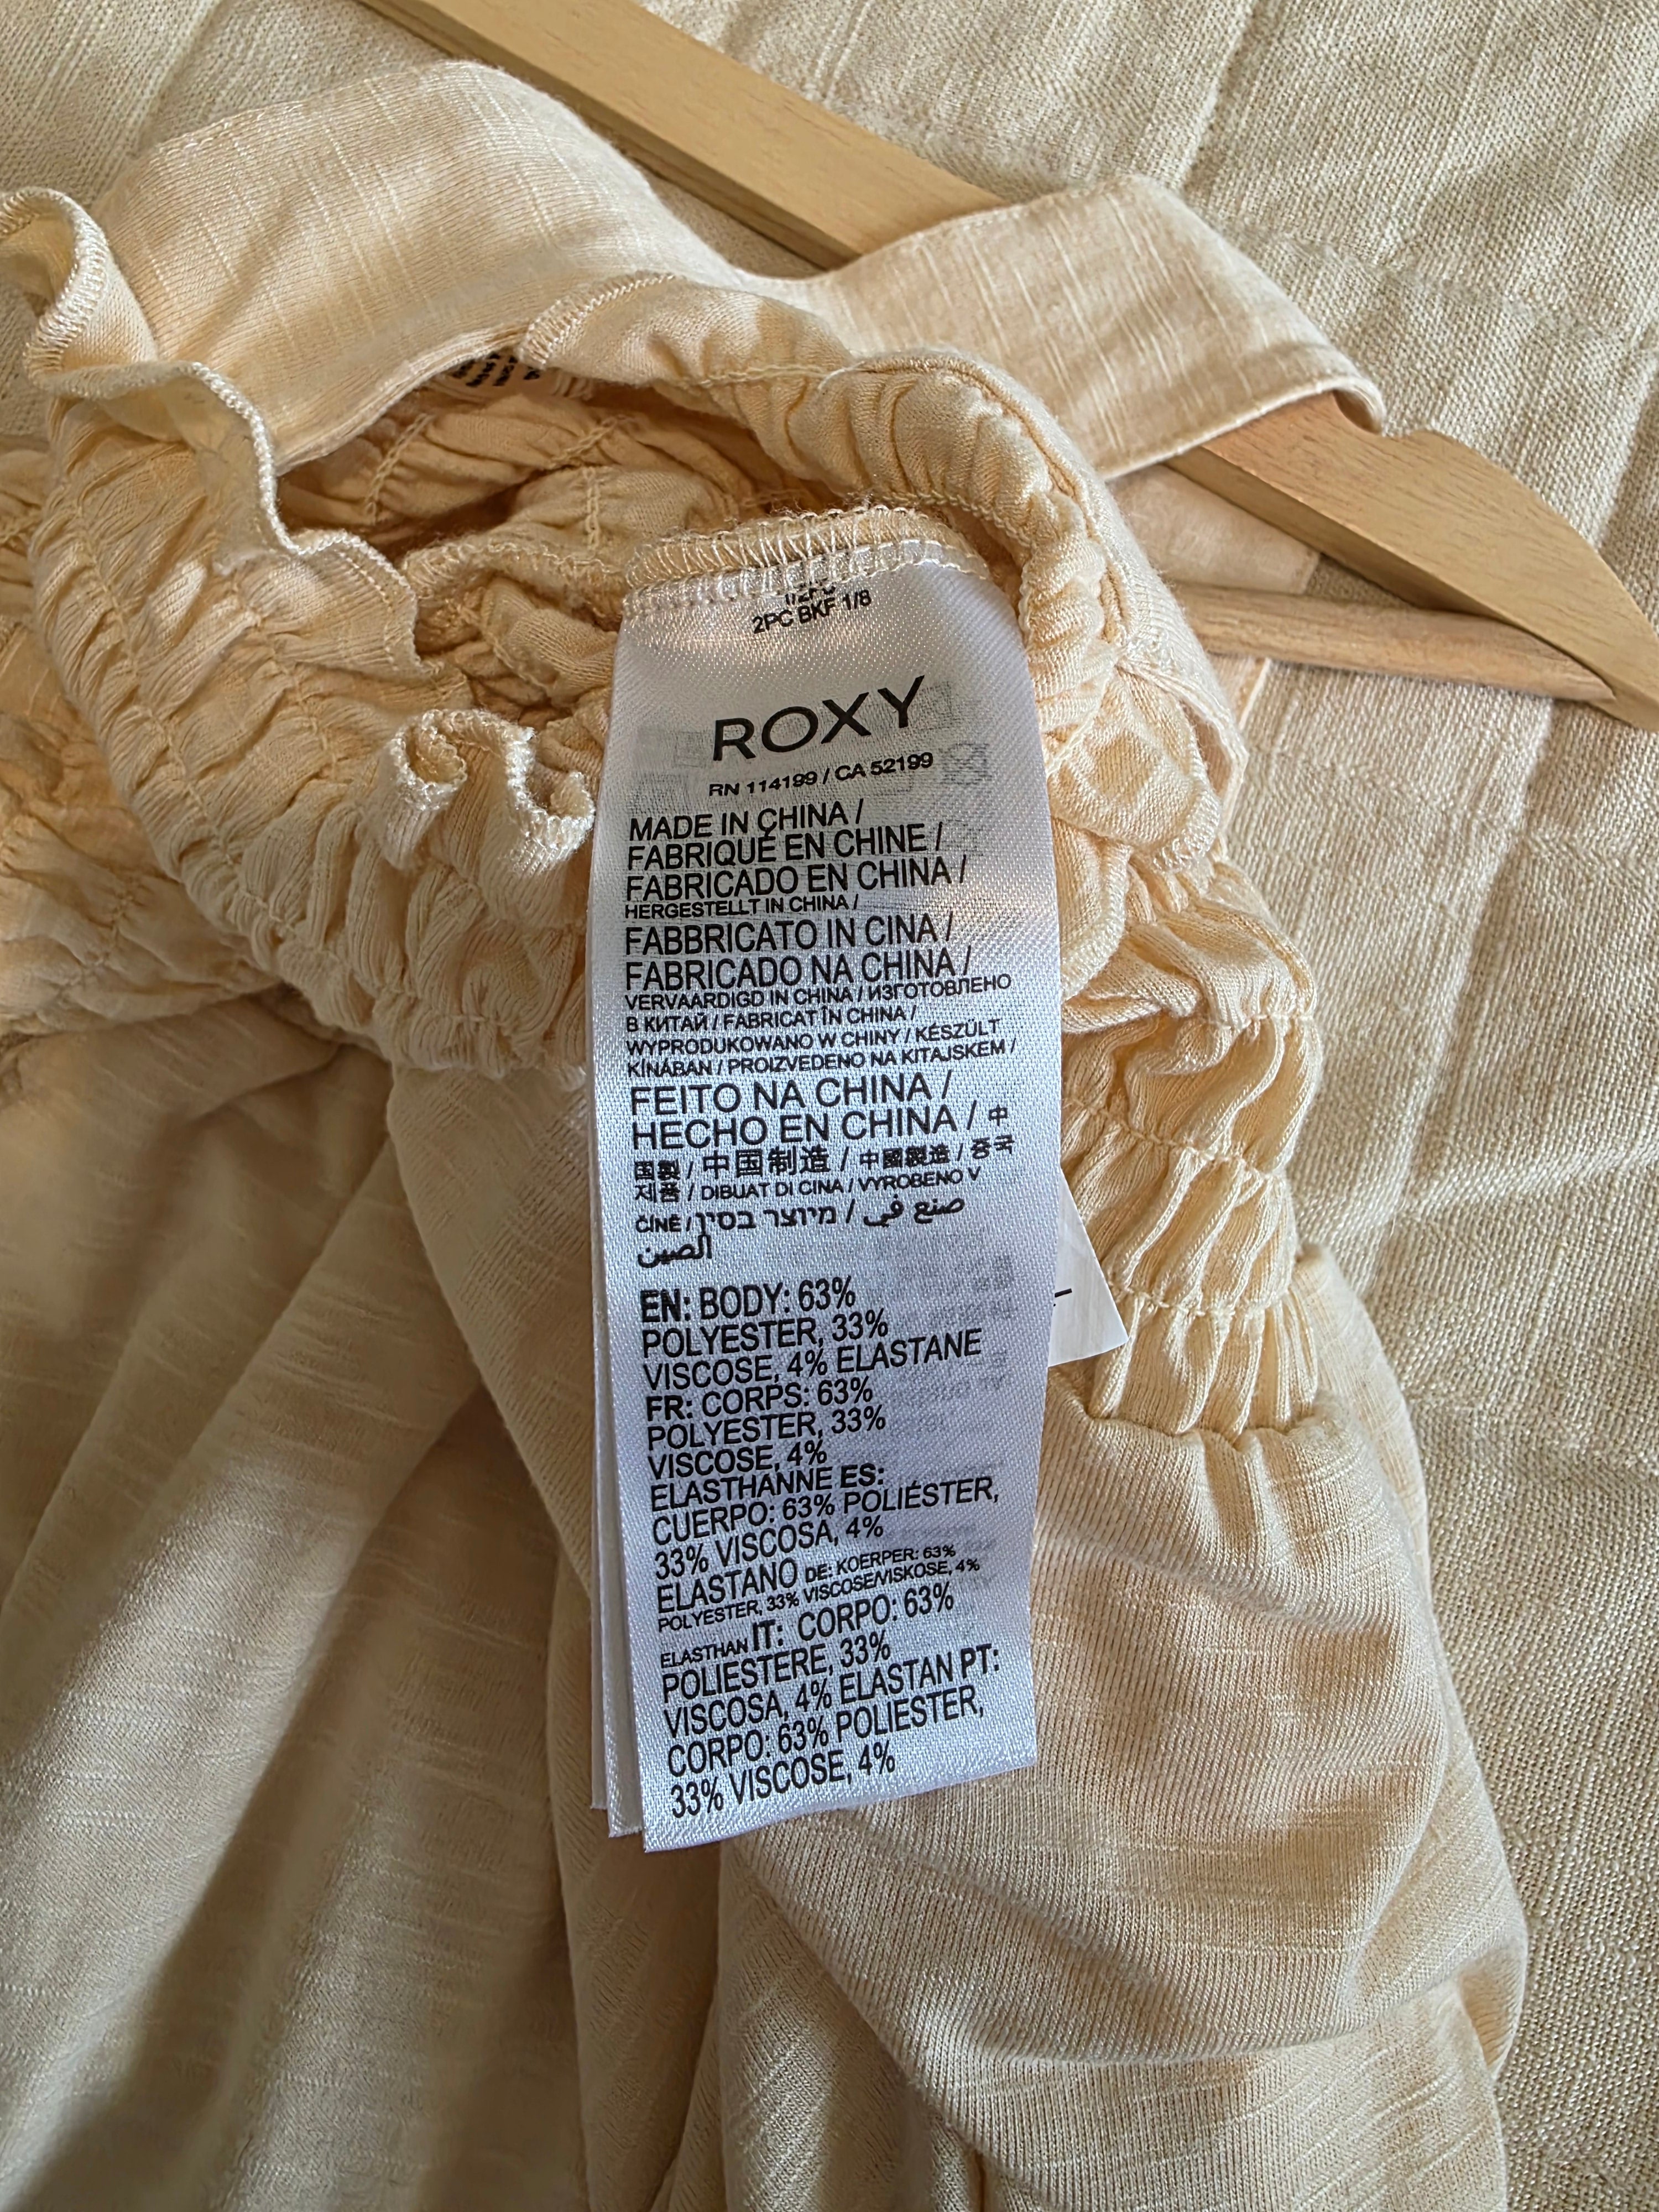 2PC BKF 1/8
ROXY
RN 114199 / CA 52199
MADE IN CHINA /
FABRIQUÉ EN CHINE /
FABRICADO EN CHINA /
HERGESTELLT IN CHINA /
FABBRICATO IN CINA /
FABRICADO NA CHINA /
VERVAARDIGD IN CHINA / ИЗГОТОВЛЕНО
В КИТАЙ / FABRICAT ÎN CHINA /
WYPRODUKOWANO W CHINY / KÉSZÜLT
KÍNÁBAN / PROIZVEDENO NA KITAJSKEM /
FEITO NA CHINA /
HECHO EN CHINA / 中
国製 / 中国制造 / 中國製造 / 중국
제품 / DIBUAT DI CINA / VYROBENO V
ČÍNĚ / מיוצר בסין / صنع في
الصين
EN: BODY: 63%
POLYESTER, 33%
VISCOSE, 4% ELASTANE
FR: CORPS: 63%
POLYESTER, 33%
VISCOSE, 4%
ELASTHANNE ES:
CUERPO: 63% POLIÉSTER,
33% VISCOSA, 4%
ELASTANO DE: KOERPER: 63%
POLYESTER, 33% VISCOSE/VISKOSE, 4%
ELASTHAN IT: CORPO: 63%
POLIESTERE, 33%
VISCOSA, 4% ELASTAN PT:
CORPO: 63% POLIESTER,
33% VISCOSE, 4%